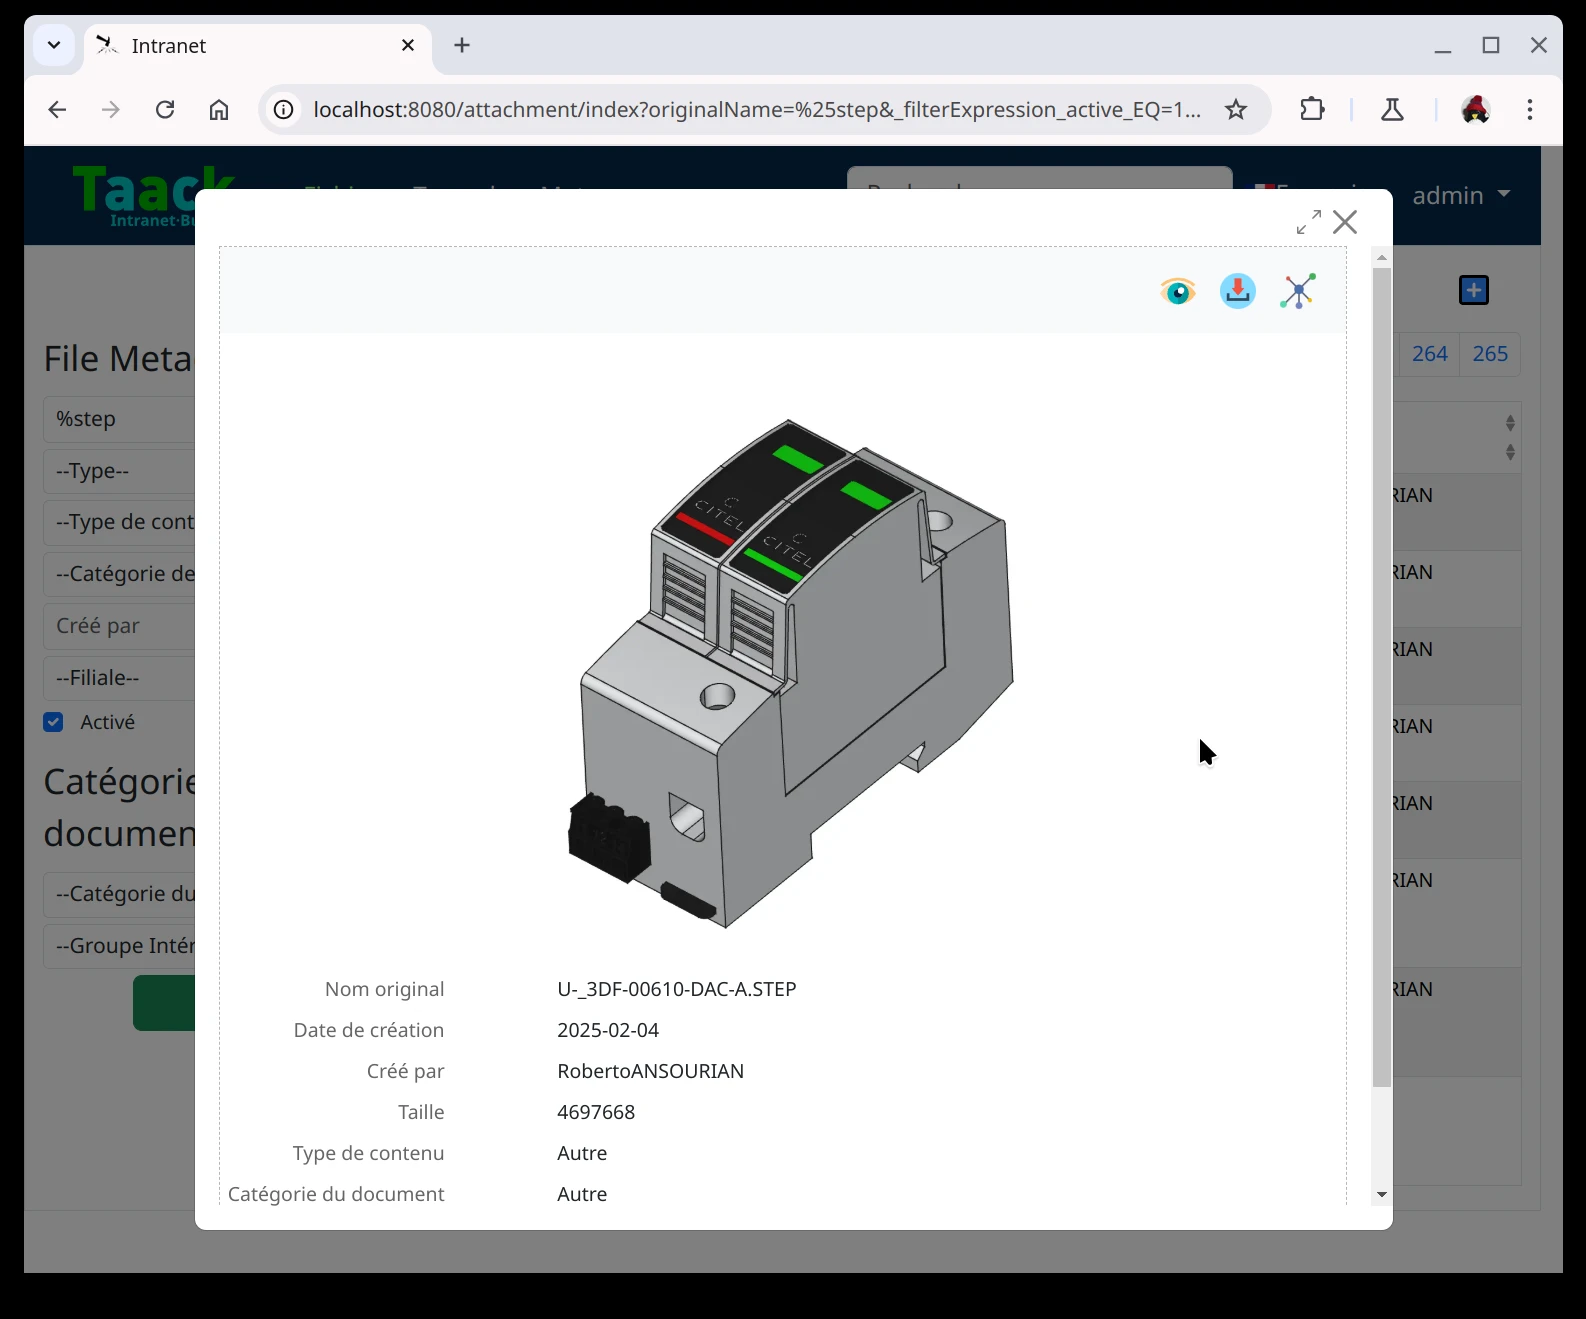 Intranet
localhost:8080/attachment/index?originalName=%25step&_filterExpression_active_EQ=1...
Taack
Intranet-B
admin
File Meta
264 265
%step
--Type--
--Type de cont
--Catégorie de
Créé par
--Filiale--
Activé
Catégorie
documen
--Catégorie du
--Groupe Intér
RIAN
RIAN
RIAN
RIAN
RIAN
RIAN
RIAN
C
CITEL
C
CITEL
Nom original U-_3DF-00610-DAC-A.STEP
Date de création 2025-02-04
Créé par RobertoANSOURIAN
Taille 4697668
Type de contenu Autre
Catégorie du document Autre